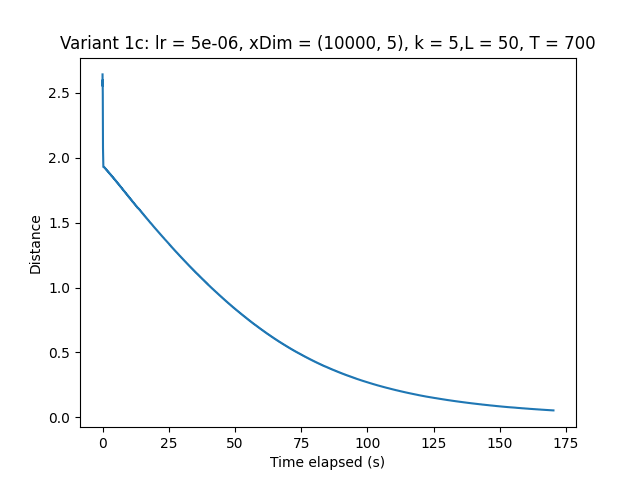 Variant 1c: lr = 5e-06, xDim = (10000, 5), k = 5,L = 50, T = 700
2.5
2.0
1.5
1.0
0.5
0.0
Distance
0 25 50 75 100 125 150 175
Time elapsed (s)